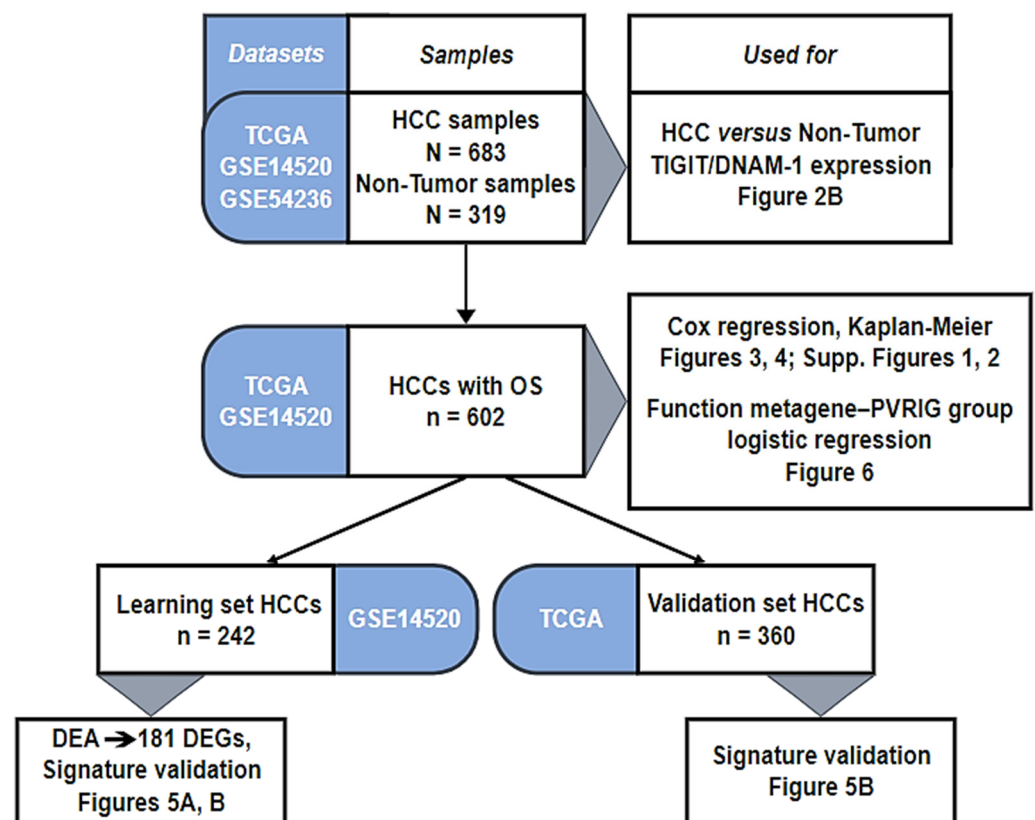 Datasets
Samples
Used for
TCGA
GSE14520
GSE54236
HCC samples
N = 683
Non-Tumor samples
N = 319
HCC versus Non-Tumor
TIGIT/DNAM-1 expression
Figure 2B
TCGA
GSE14520
HCCs with OS
n = 602
Cox regression, Kaplan-Meier
Figures 3, 4; Supp. Figures 1, 2
Function metagene–PVRIG group
logistic regression
Figure 6
Learning set HCCs
n = 242
GSE14520
TCGA
Validation set HCCs
n = 360
DEA ➔181 DEGs,
Signature validation
Figures 5A, B
Signature validation
Figure 5B